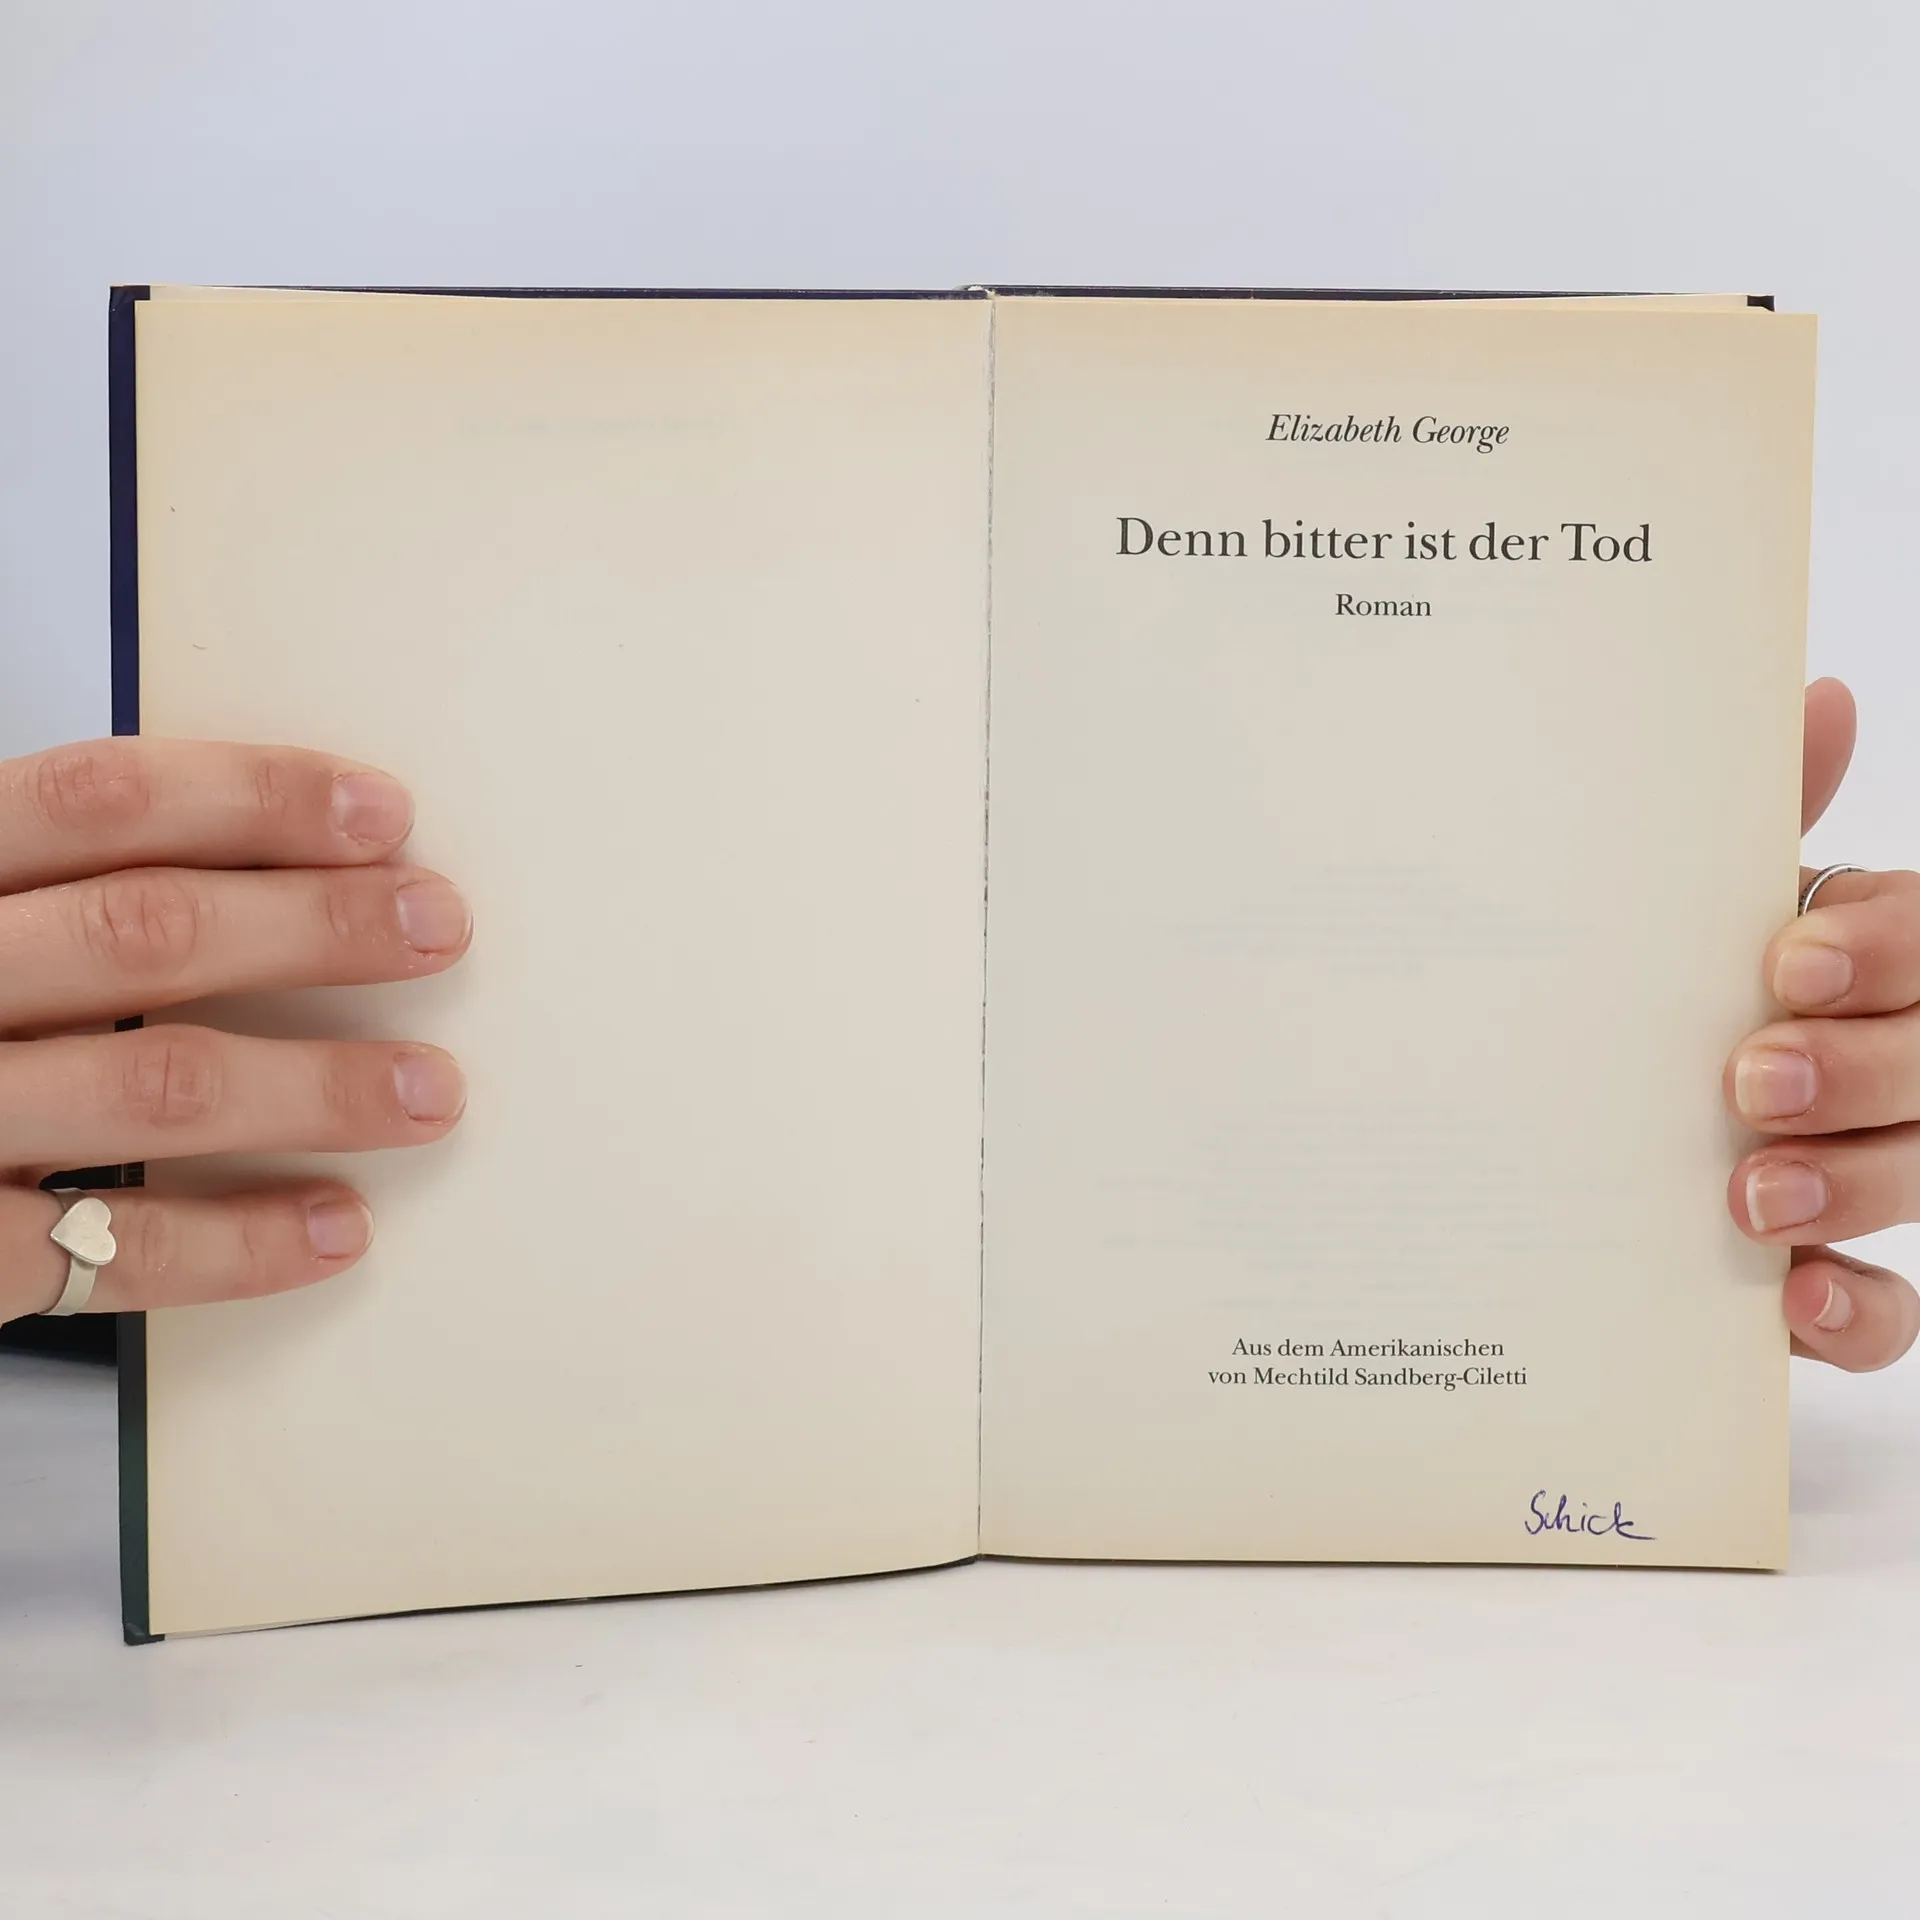 Elizabeth George
Denn bitter ist der Tod
Roman
Aus dem Amerikanischen
von Mechtild Sandberg-Ciletti
Schick